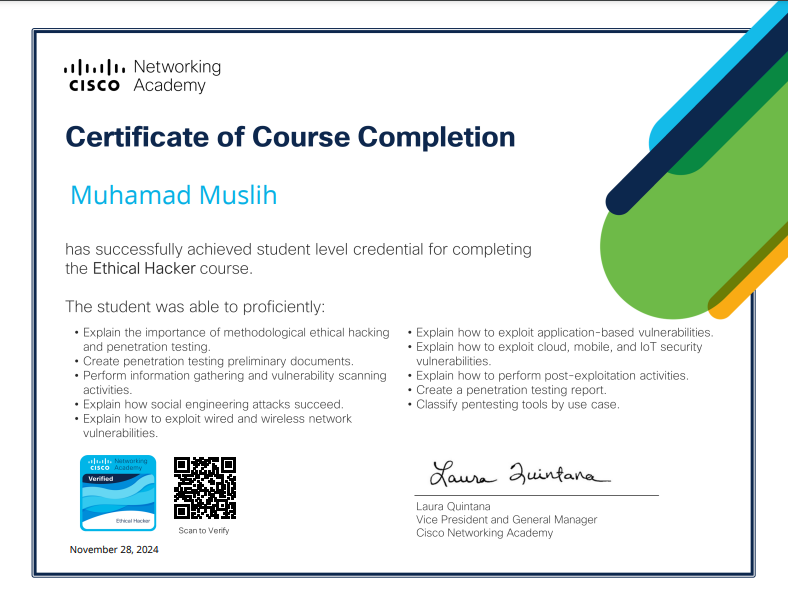 Networking
CISCO Academy
Certificate of Course Completion
Muhamad Muslih
has successfully achieved student level credential for completing
the Ethical Hacker course.
The student was able to proficiently:
• Explain the importance of methodological ethical hacking
and penetration testing.
• Create penetration testing preliminary documents.
• Perform information gathering and vulnerability scanning
activities.
• Explain how social engineering attacks succeed.
• Explain how to exploit wired and wireless network
vulnerabilities.
• Explain how to exploit application-based vulnerabilities.
• Explain how to exploit cloud, mobile, and IoT security
vulnerabilities.
• Explain how to perform post-exploitation activities.
• Create a penetration testing report.
• Classify pentesting tools by use case.
Networking
CISCO Academy
Verified
Ethical Hacker
Scan to Verify
November 28, 2024
Laura Quintana
Laura Quintana
Vice President and General Manager
Cisco Networking Academy